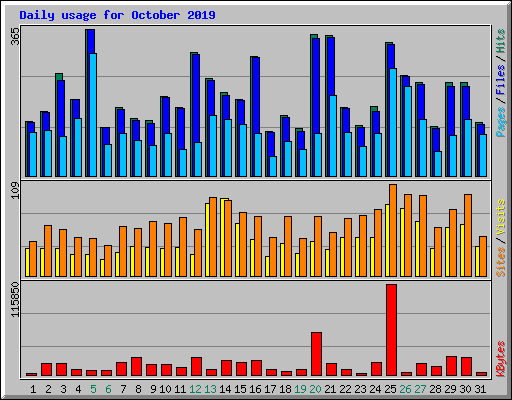 Daily usage for October 2019
365
Pages / Files / Hits
109
Sites / Visits
115850
KBytes
1 2 3 4 5 6 7 8 9 10 11 12 13 14 15 16 17 18 19 20 21 22 23 24 25 26 27 28 29 30 31